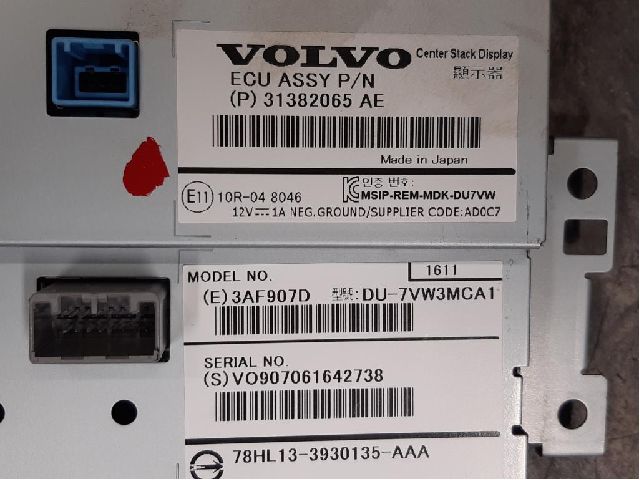 VOLVO Center Stack Display
ECU ASSY P/N 顯示器
(P) 31382065 AE
Made in Japan
E11 10R-04 8046 인증 번호:
MSIP-REM-MDK-DU7VW
12V⎓1A NEG.GROUND/SUPPLIER CODE:AD0C7
MODEL NO. 1611
(E)3AF907D 型號:DU-7VW3MCA1
SERIAL NO.
(S)VO907061642738
78HL13-3930135-AAA